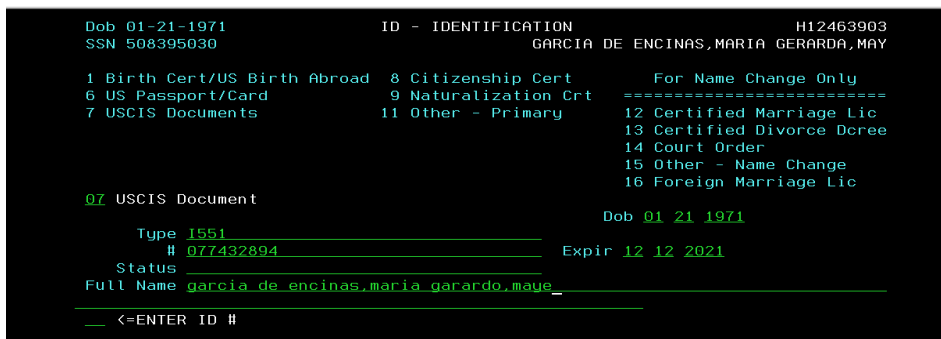 Dob 01-21-1971 ID - IDENTIFICATION H12463903
SSN 508395030 GARCIA DE ENCINAS,MARIA GERARDA,MAY
1 Birth Cert/US Birth Abroad 8 Citizenship Cert For Name Change Only
6 US Passport/Card 9 Naturalization Crt ==========================
7 USCIS Documents 11 Other - Primary 12 Certified Marriage Lic
13 Certified Divorce Dcree
14 Court Order
15 Other - Name Change
16 Foreign Marriage Lic
07 USCIS Document
Dob 01 21 1971
Type I551
# 077432894 Expir 12 12 2021
Status
Full Name garcia de encinas,maria garardo,maye_
__ <=ENTER ID #